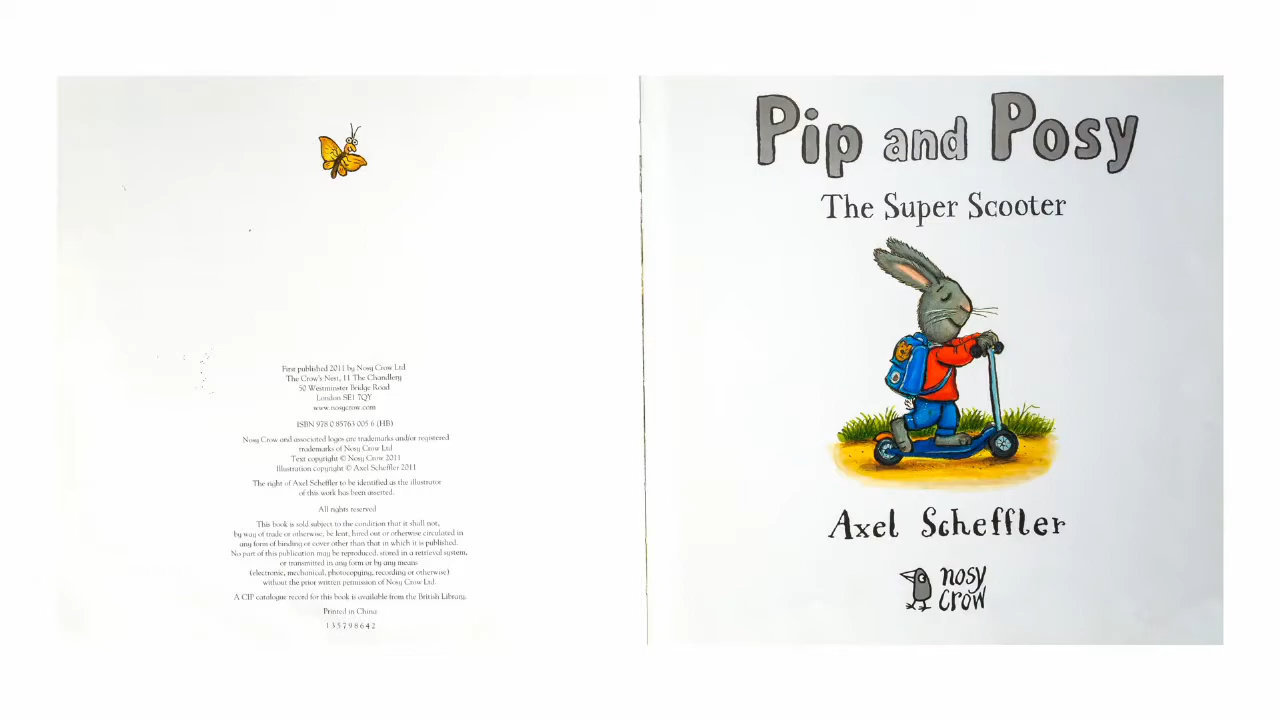 First published 2011 by Nosy Crow Ltd
The Crow's Nest, 11 The Chandlery
50 Westminster Bridge Road
London SE1 7QY
www.nosycrow.com
ISBN 978 0 85763 005 6 (HB)
Nosy Crow and associated logos are trademarks and/or registered
trademarks of Nosy Crow Ltd
Text copyright © Nosy Crow 2011
Illustration copyright © Axel Scheffler 2011
The right of Axel Scheffler to be identified as the illustrator
of this work has been asserted.
All rights reserved
This book is sold subject to the condition that it shall not,
by way of trade or otherwise, be lent, hired out or otherwise circulated in
any form of binding or cover other than that in which it is published.
No part of this publication may be reproduced, stored in a retrieval system,
or transmitted in any form or by any means
(electronic, mechanical, photocopying, recording or otherwise)
without the prior written permission of Nosy Crow Ltd.
A CIP catalogue record for this book is available from the British Library.
Printed in China
1 3 5 7 9 8 6 4 2
Pip and Posy
The Super Scooter
Axel Scheffler
nosy
crow